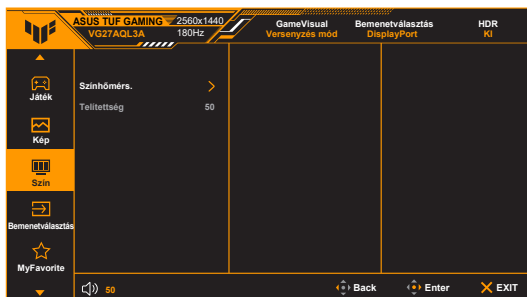 ASUS TUF GAMING 2560x1440 GameVisual Bemenetválasztás HDR
VG27AQL3A 180Hz Versenyzés mód DisplayPort KI
Játék
Kép
Szín
Bemenetválasztás
MyFavorite
Színhőmérs.
Telítettség 50
50 Back Enter EXIT